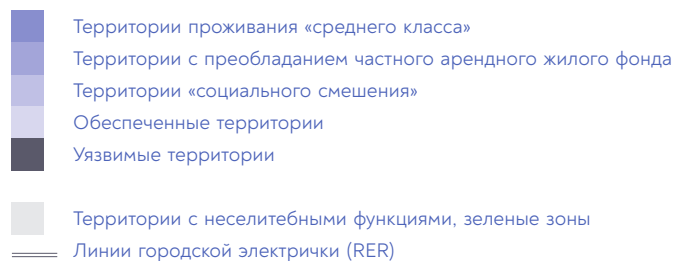 Территории проживания «среднего класса»
Территории с преобладанием частного арендного жилого фонда
Территории «социального смешения»
Обеспеченные территории
Уязвимые территории
Территории с неселитебными функциями, зеленые зоны
Линии городской электрички (RER)